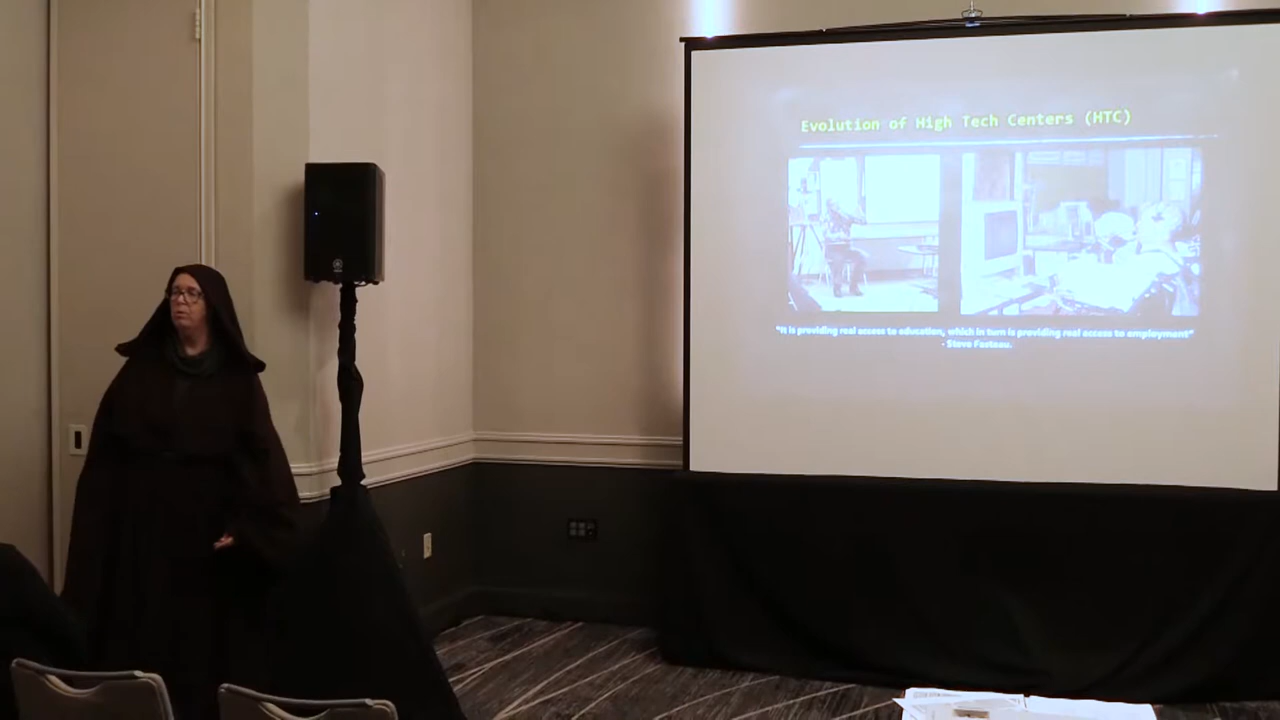 Evolution of High Tech Centers (HTC)
"It is providing real access to education, which in turn is providing real access to employment"
- Steve Fasteau.